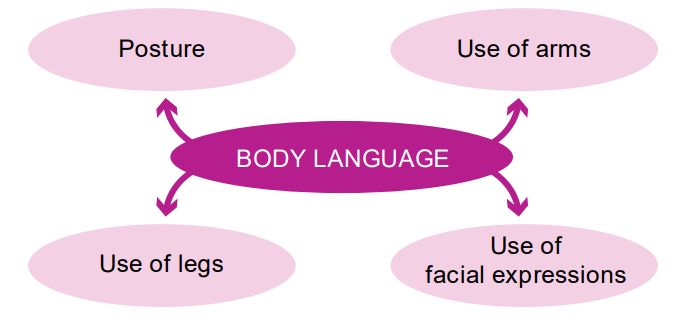 Posture
Use of arms
BODY LANGUAGE
Use of legs
Use of
facial expressions